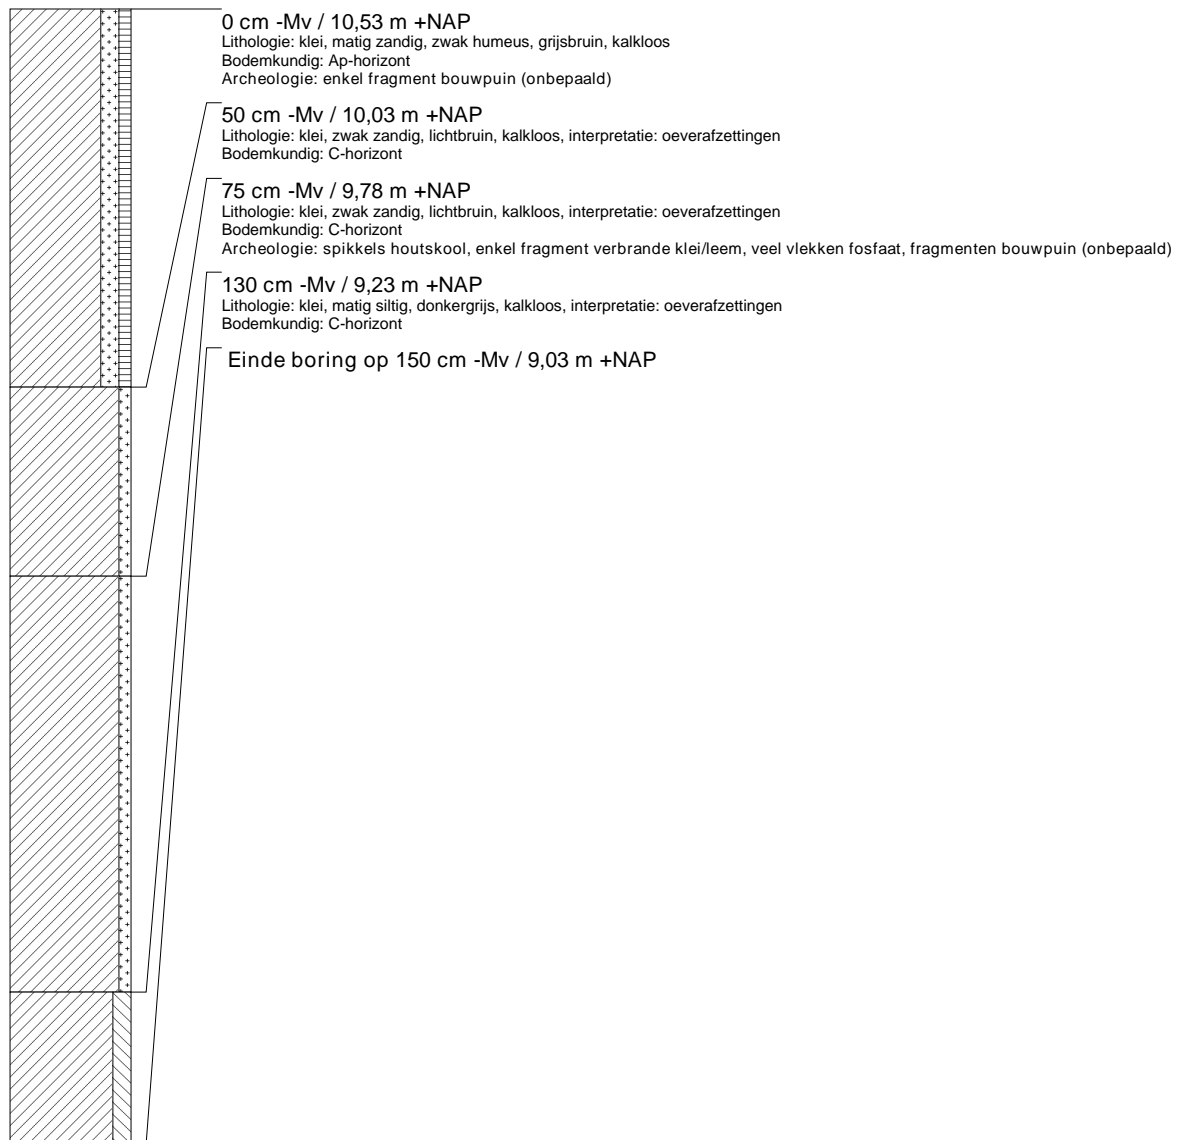 0 cm -Mv / 10,53 m +NAP
Lithologie: klei, matig zandig, zwak humeus, grijsbruin, kalkloos
Bodemkundig: Ap-horizont
Archeologie: enkel fragment bouwpuin (onbepaald)
50 cm -Mv / 10,03 m +NAP
Lithologie: klei, zwak zandig, lichtbruin, kalkloos, interpretatie: oeverafzettingen
Bodemkundig: C-horizont
75 cm -Mv / 9,78 m +NAP
Lithologie: klei, zwak zandig, lichtbruin, kalkloos, interpretatie: oeverafzettingen
Bodemkundig: C-horizont
Archeologie: spikkels houtskool, enkel fragment verbrande klei/leem, veel vlekken fosfaat, fragmenten bouwpuin (onbepaald)
130 cm -Mv / 9,23 m +NAP
Lithologie: klei, matig siltig, donkergrijs, kalkloos, interpretatie: oeverafzettingen
Bodemkundig: C-horizont
Einde boring op 150 cm -Mv / 9,03 m +NAP